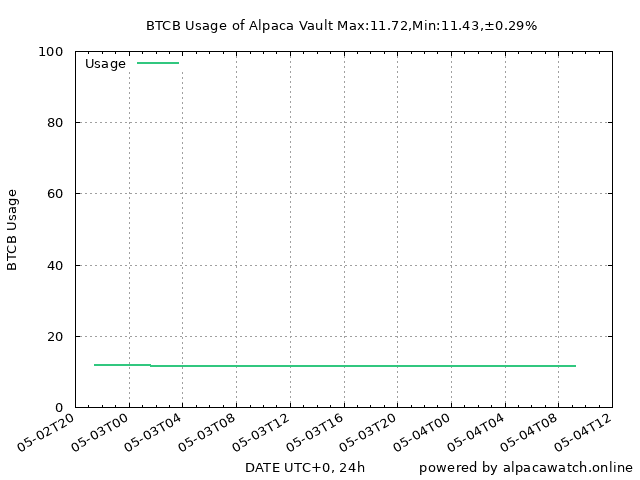 BTCB Usage of Alpaca Vault Max:11.72,Min:11.43,±0.29%
100
Usage
80
60
BTCB Usage
40
20
0
05-02T20
05-03T00
05-03T04
05-03T08
05-03T12
05-03T16
05-03T20
05-04T00
05-04T04
05-04T08
05-04T12
DATE UTC+0, 24h
powered by alpacawatch.online